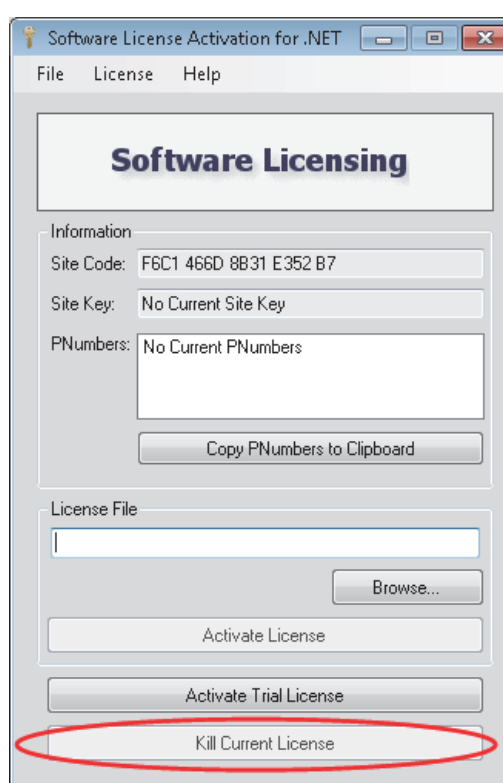 Software License Activation for .NET
File License Help
Software Licensing
Information
Site Code: F6C1 466D 8B31 E352 B7
Site Key: No Current Site Key
PNumbers: No Current PNumbers
Copy PNumbers to Clipboard
License File
Browse...
Activate License
Activate Trial License
Kill Current License